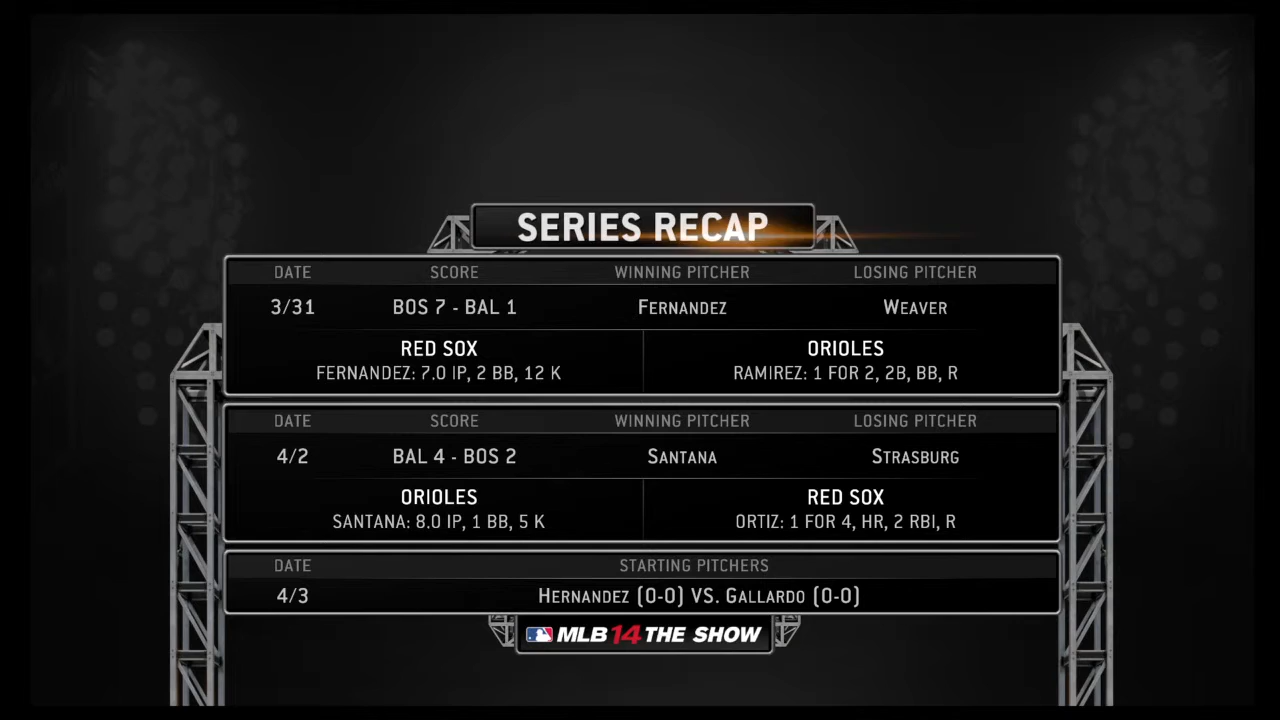 SERIES RECAP
DATE SCORE WINNING PITCHER LOSING PITCHER
3/31 BOS 7 - BAL 1 FERNANDEZ WEAVER
RED SOX ORIOLES
FERNANDEZ: 7.0 IP, 2 BB, 12 K RAMIREZ: 1 FOR 2, 2B, BB, R
DATE SCORE WINNING PITCHER LOSING PITCHER
4/2 BAL 4 - BOS 2 SANTANA STRASBURG
ORIOLES RED SOX
SANTANA: 8.0 IP, 1 BB, 5 K ORTIZ: 1 FOR 4, HR, 2 RBI, R
DATE STARTING PITCHERS
4/3 HERNANDEZ (0-0) VS. GALLARDO (0-0)
MLB 14 THE SHOW